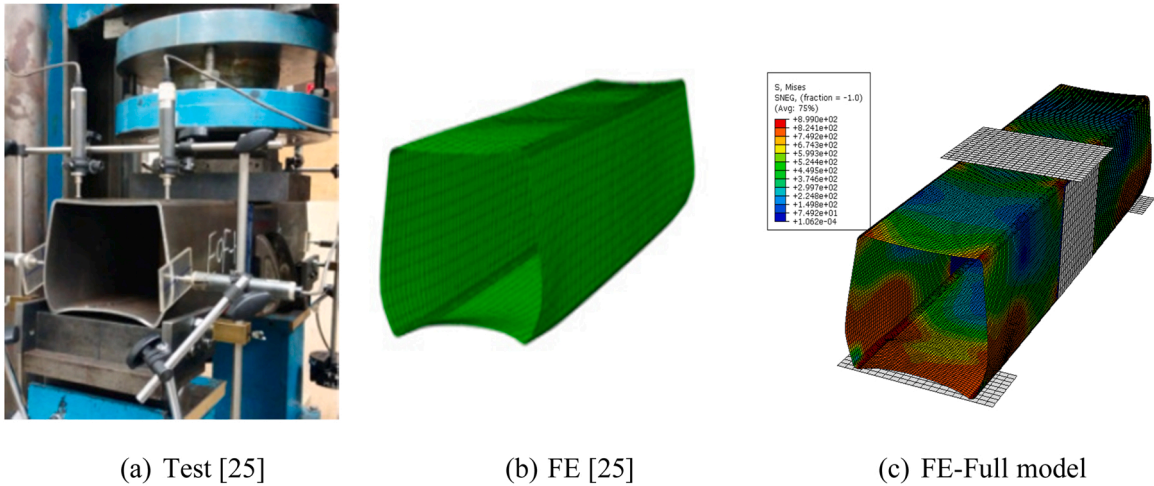 S, Mises
SNEG, (fraction = -1.0)
(Avg: 75%)
+8.990e+02
+8.241e+02
+7.492e+02
+6.743e+02
+5.993e+02
+5.244e+02
+4.495e+02
+3.746e+02
+2.997e+02
+2.248e+02
+1.498e+02
+7.492e+01
+1.062e-04
(a) Test [25]
(b) FE [25]
(c) FE-Full model